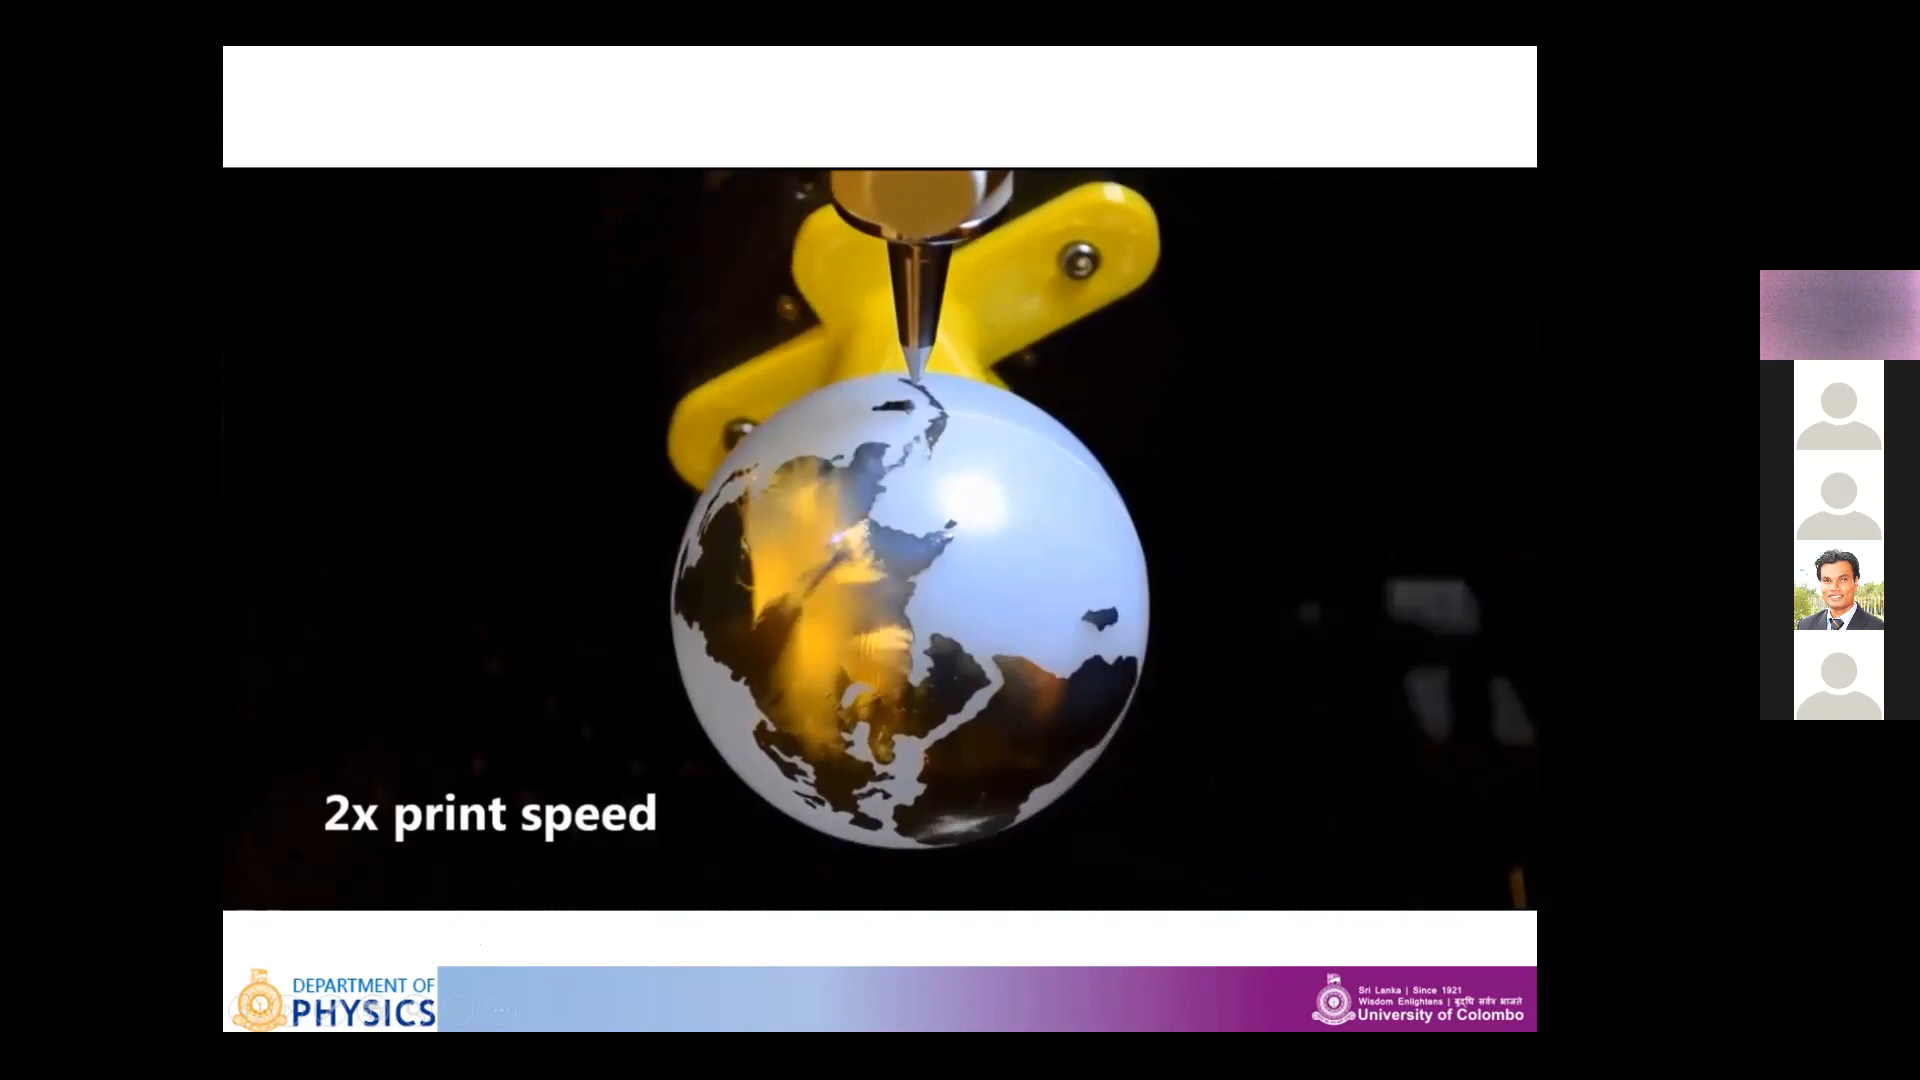 2x print speed
DEPARTMENT OF
PHYSICS
Sri Lanka | Since 1921
Wisdom Enlightens | बुद्धि सर्वत्र भ्राजते
University of Colombo